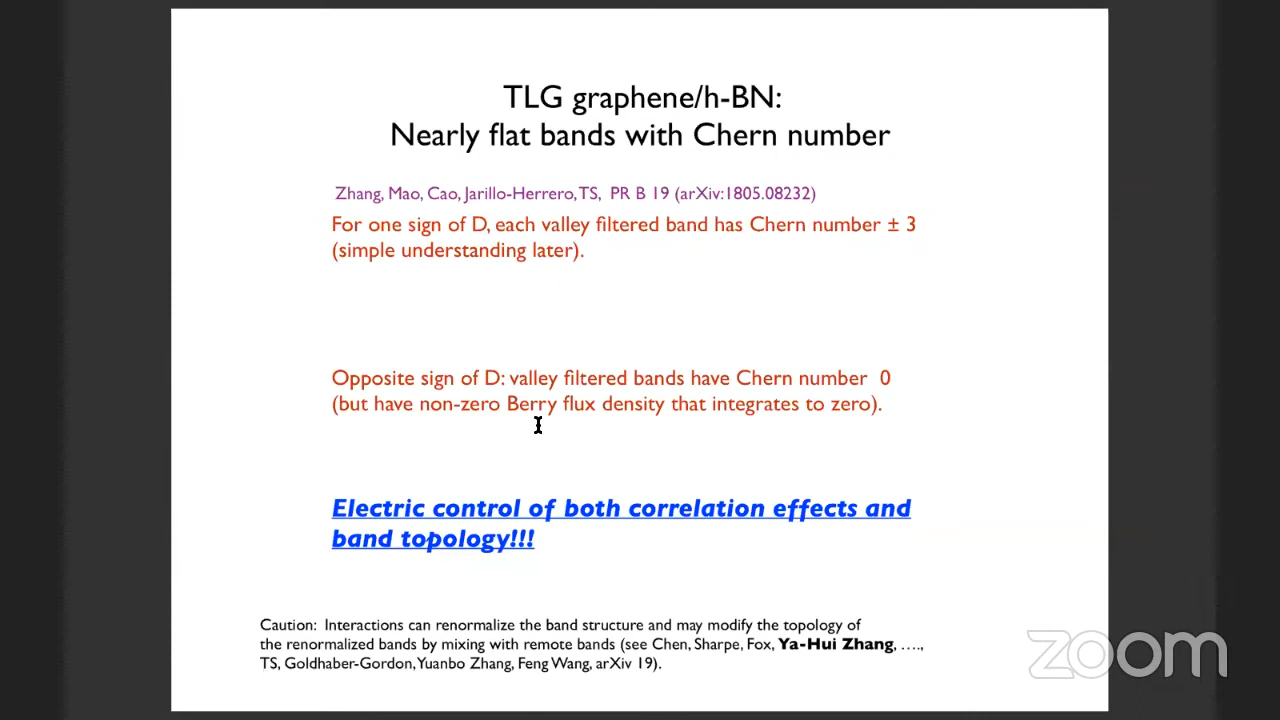 TLG graphene/h-BN:
Nearly flat bands with Chern number
Zhang, Mao, Cao, Jarillo-Herrero, TS, PR B 19 (arXiv:1805.08232)
For one sign of D, each valley filtered band has Chern number ± 3
(simple understanding later).
Opposite sign of D: valley filtered bands have Chern number 0
(but have non-zero Berry flux density that integrates to zero).
Electric control of both correlation effects and
band topology!!!
Caution: Interactions can renormalize the band structure and may modify the topology of
the renormalized bands by mixing with remote bands (see Chen, Sharpe, Fox, Ya-Hui Zhang, ....,
TS, Goldhaber-Gordon, Yuanbo Zhang, Feng Wang, arXiv 19).
zoom